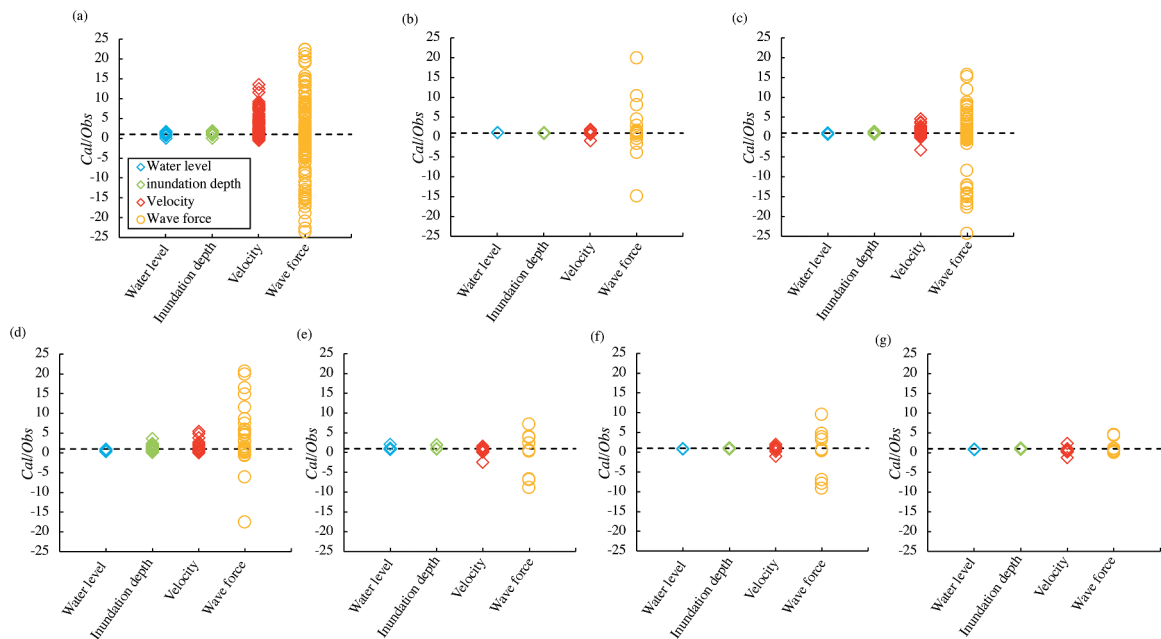 (a)
25
20
15
10
5
0
-5
-10
-15
-20
-25
Cal/Obs
Water level
inundation depth
Velocity
Wave force
Water level
Inundation depth
Velocity
Wave force
(b)
25
20
15
10
5
0
-5
-10
-15
-20
-25
Cal/Obs
Water level
Inundation depth
Velocity
Wave force
(c)
25
20
15
10
5
0
-5
-10
-15
-20
-25
Cal/Obs
Water level
Inundation depth
Velocity
Wave force
(d)
25
20
15
10
5
0
-5
-10
-15
-20
-25
Cal/Obs
Water level
Inundation depth
Velocity
Wave force
(e)
25
20
15
10
5
0
-5
-10
-15
-20
-25
Cal/Obs
Water level
Inundation depth
Velocity
Wave force
(f)
25
20
15
10
5
0
-5
-10
-15
-20
-25
Cal/Obs
Water level
Inundation depth
Velocity
Wave force
(g)
25
20
15
10
5
0
-5
-10
-15
-20
-25
Cal/Obs
Water level
Inundation depth
Velocity
Wave force